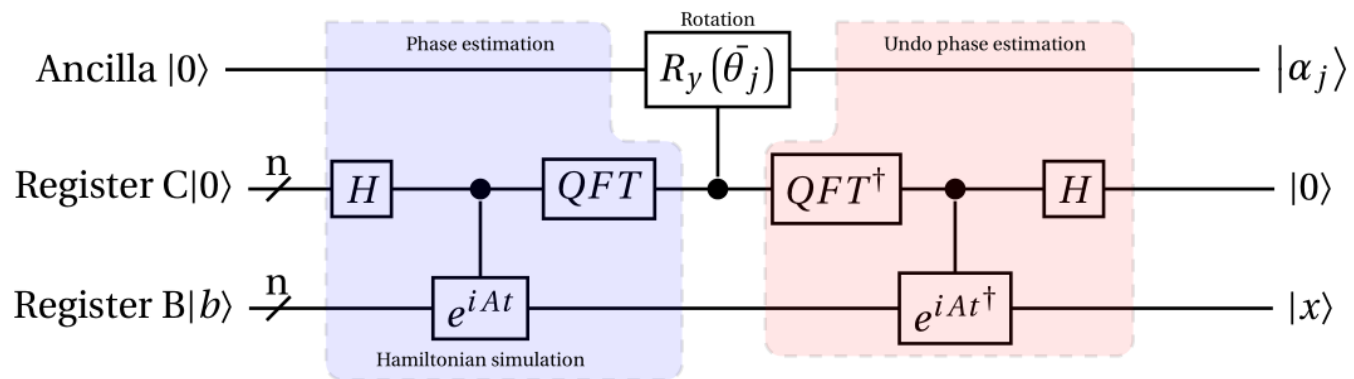 Rotation
Phase estimation
Undo phase estimation
Ancilla |0⟩
R_y(θ̄_j)
|α_j⟩
n
Register C|0⟩
H
QFT
QFT†
H
|0⟩
n
Register B|b⟩
e^{iAt}
e^{iAt†}
|x⟩
Hamiltonian simulation